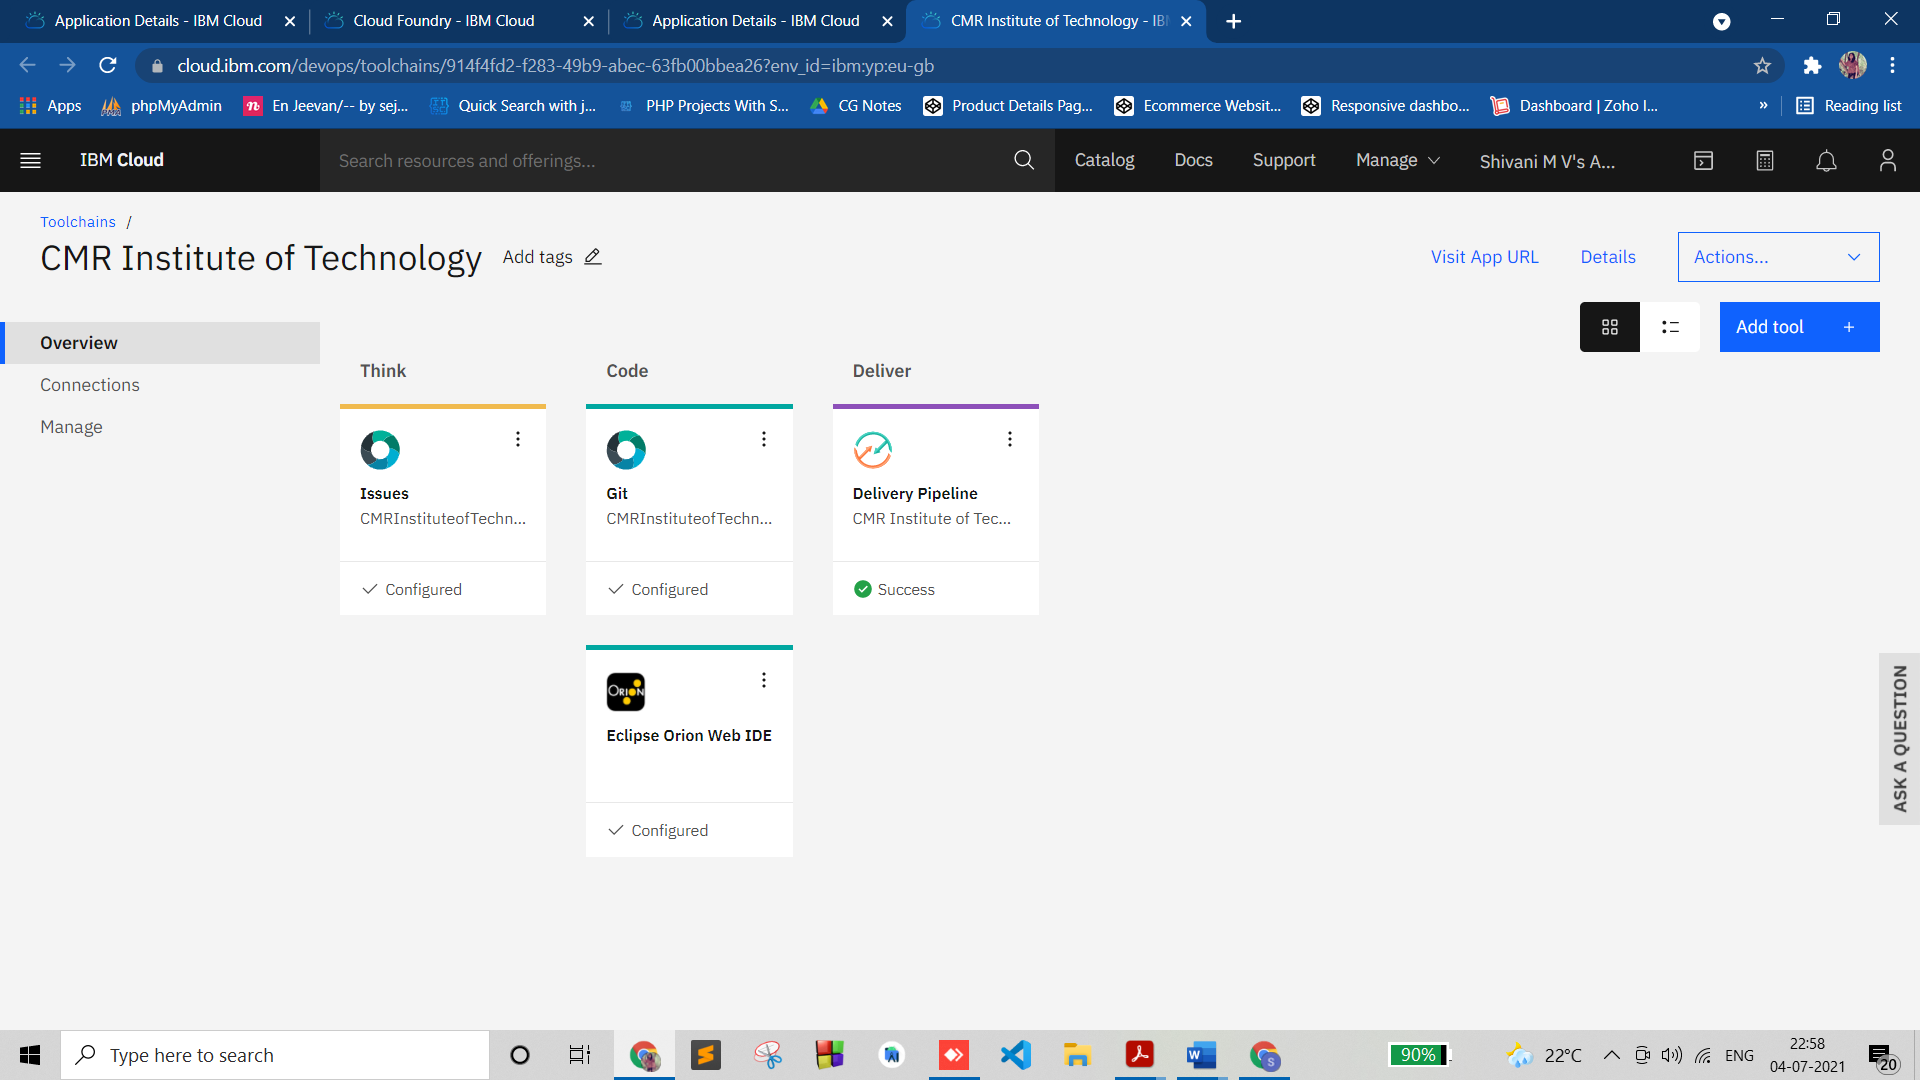 Application Details - IBM Cloud
Cloud Foundry - IBM Cloud
Application Details - IBM Cloud
CMR Institute of Technology - IB
cloud.ibm.com/devops/toolchains/914f4fd2-f283-49b9-abec-63fb00bbea26?env_id=ibm:yp:eu-gb
Apps
phpMyAdmin
En Jeevan/-- by sej...
Quick Search with j...
PHP Projects With S...
CG Notes
Product Details Pag...
Ecommerce Websit...
Responsive dashbo...
Dashboard | Zoho I...
»
Reading list
IBM Cloud
Search resources and offerings...
Catalog
Docs
Support
Manage
Shivani M V's A...
Toolchains /
CMR Institute of Technology
Add tags
Visit App URL
Details
Actions...
Add tool +
Overview
Connections
Manage
Think
Code
Deliver
Issues
CMRInstituteofTechn...
Configured
Git
CMRInstituteofTechn...
Configured
Delivery Pipeline
CMR Institute of Tec...
Success
ORION
Eclipse Orion Web IDE
Configured
ASK A QUESTION
Type here to search
90%
22°C
ENG
22:58
04-07-2021
20